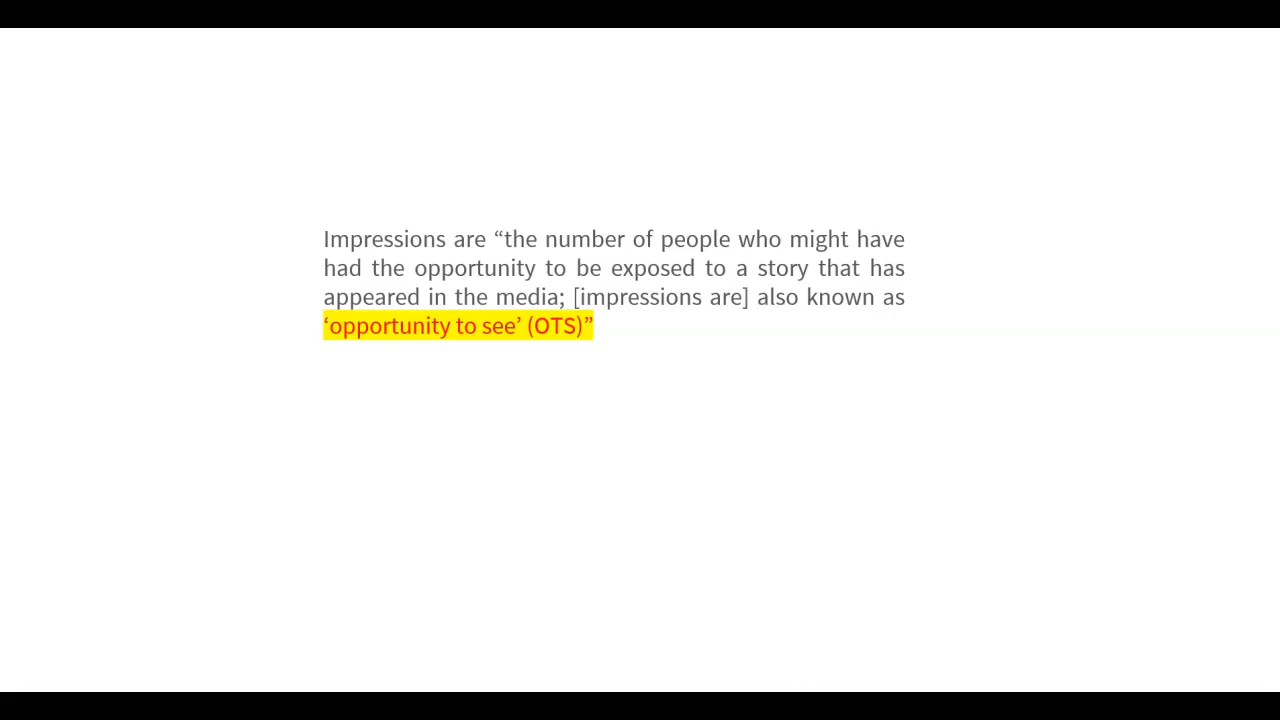 Impressions are “the number of people who might have
had the opportunity to be exposed to a story that has
appeared in the media; [impressions are] also known as
‘opportunity to see’ (OTS)”